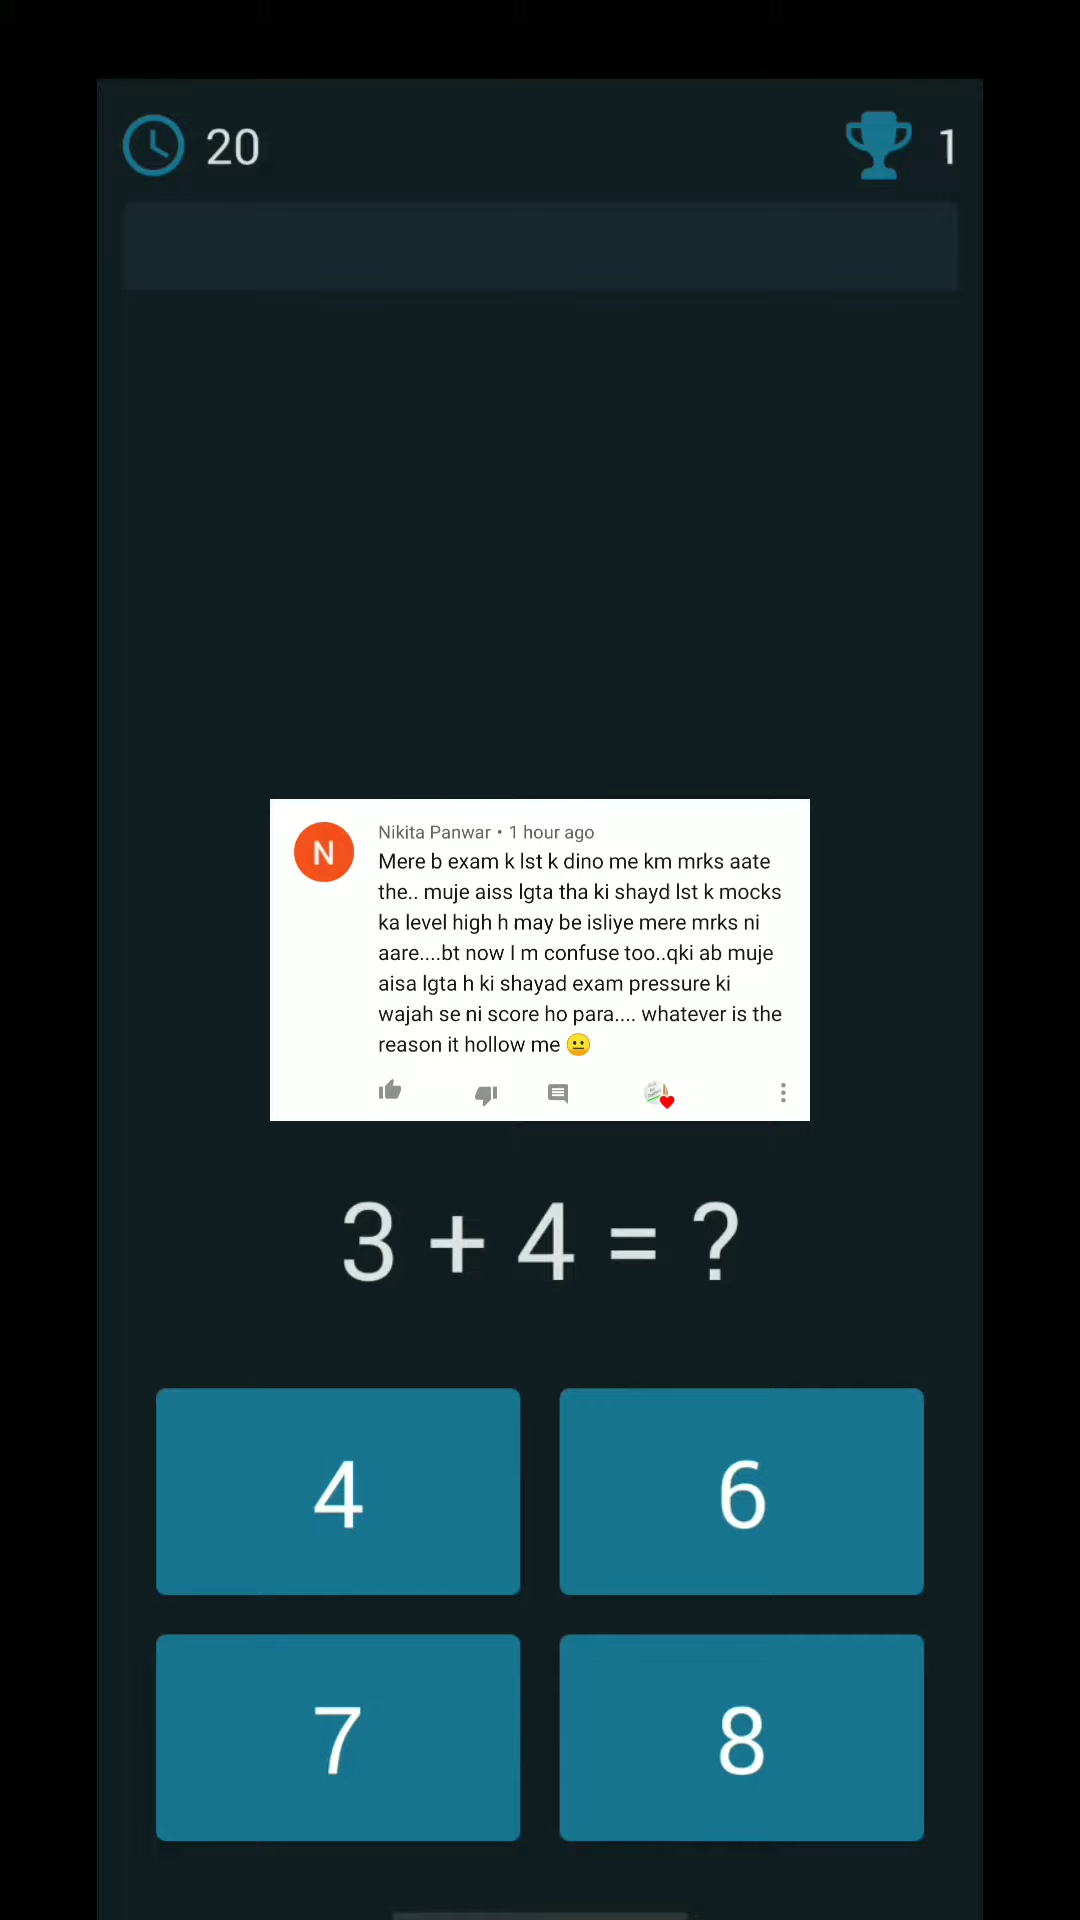 20
1
Nikita Panwar • 1 hour ago
N
Mere b exam k lst k dino me km mrks aate
the.. muje aiss lgta tha ki shayd lst k mocks
ka level high h may be isliye mere mrks ni
aare....bt now I m confuse too..qki ab muje
aisa lgta h ki shayad exam pressure ki
wajah se ni score ho para.... whatever is the
reason it hollow me 😐
3 + 4 = ?
4
6
7
8